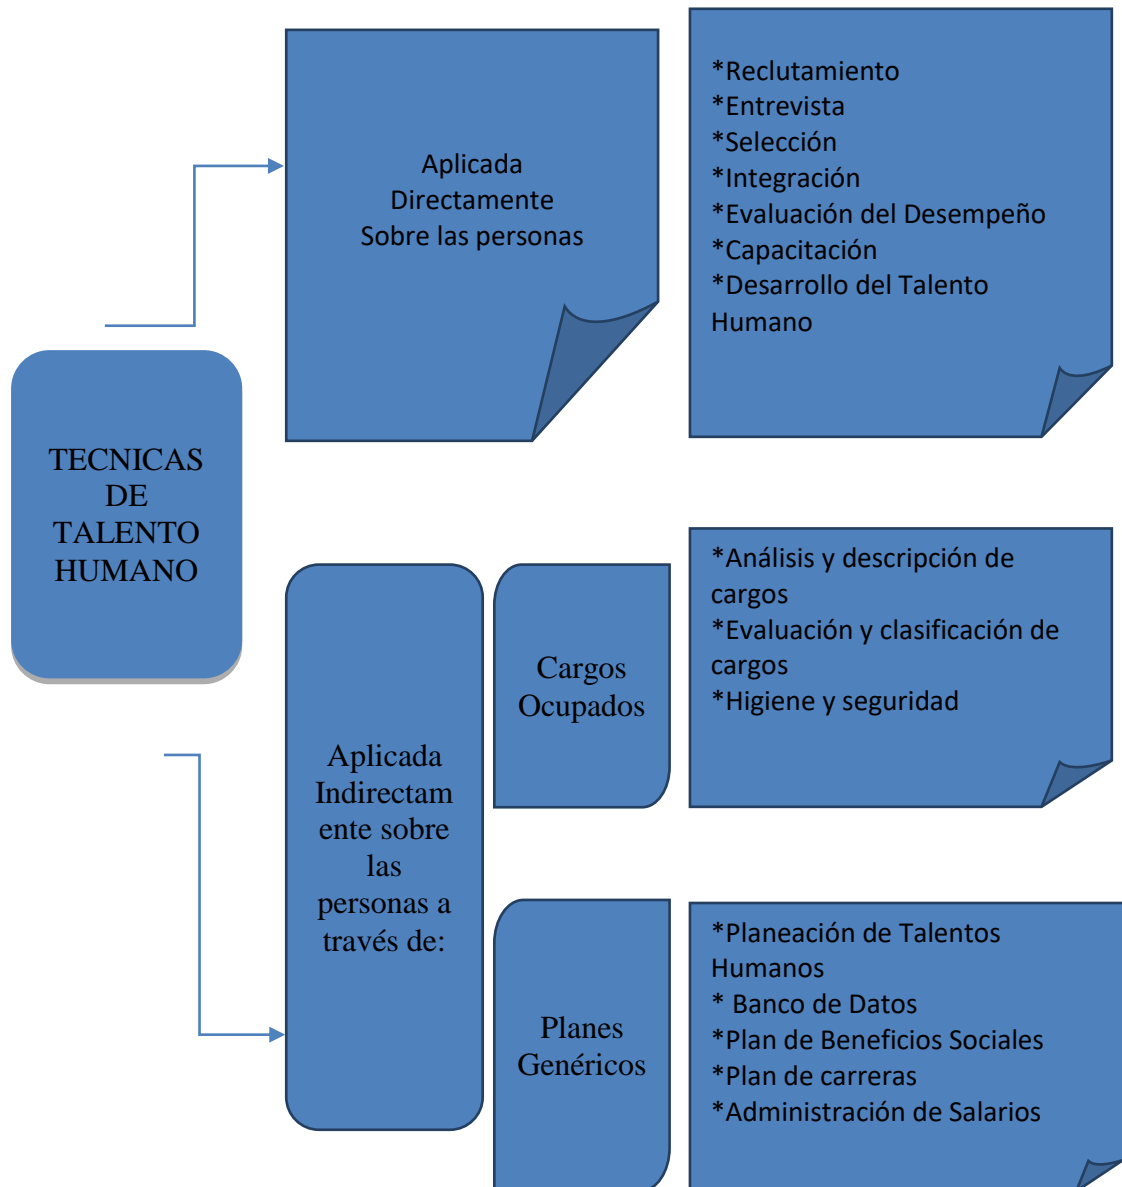 TECNICAS
DE
TALENTO
HUMANO
Aplicada
Directamente
Sobre las personas
*Reclutamiento
*Entrevista
*Selección
*Integración
*Evaluación del Desempeño
*Capacitación
*Desarrollo del Talento
Humano
Aplicada
Indirectam
ente sobre
las
personas a
través de:
Cargos
Ocupados
*Análisis y descripción de
cargos
*Evaluación y clasificación de
cargos
*Higiene y seguridad
Planes
Genéricos
*Planeación de Talentos
Humanos
* Banco de Datos
*Plan de Beneficios Sociales
*Plan de carreras
*Administración de Salarios